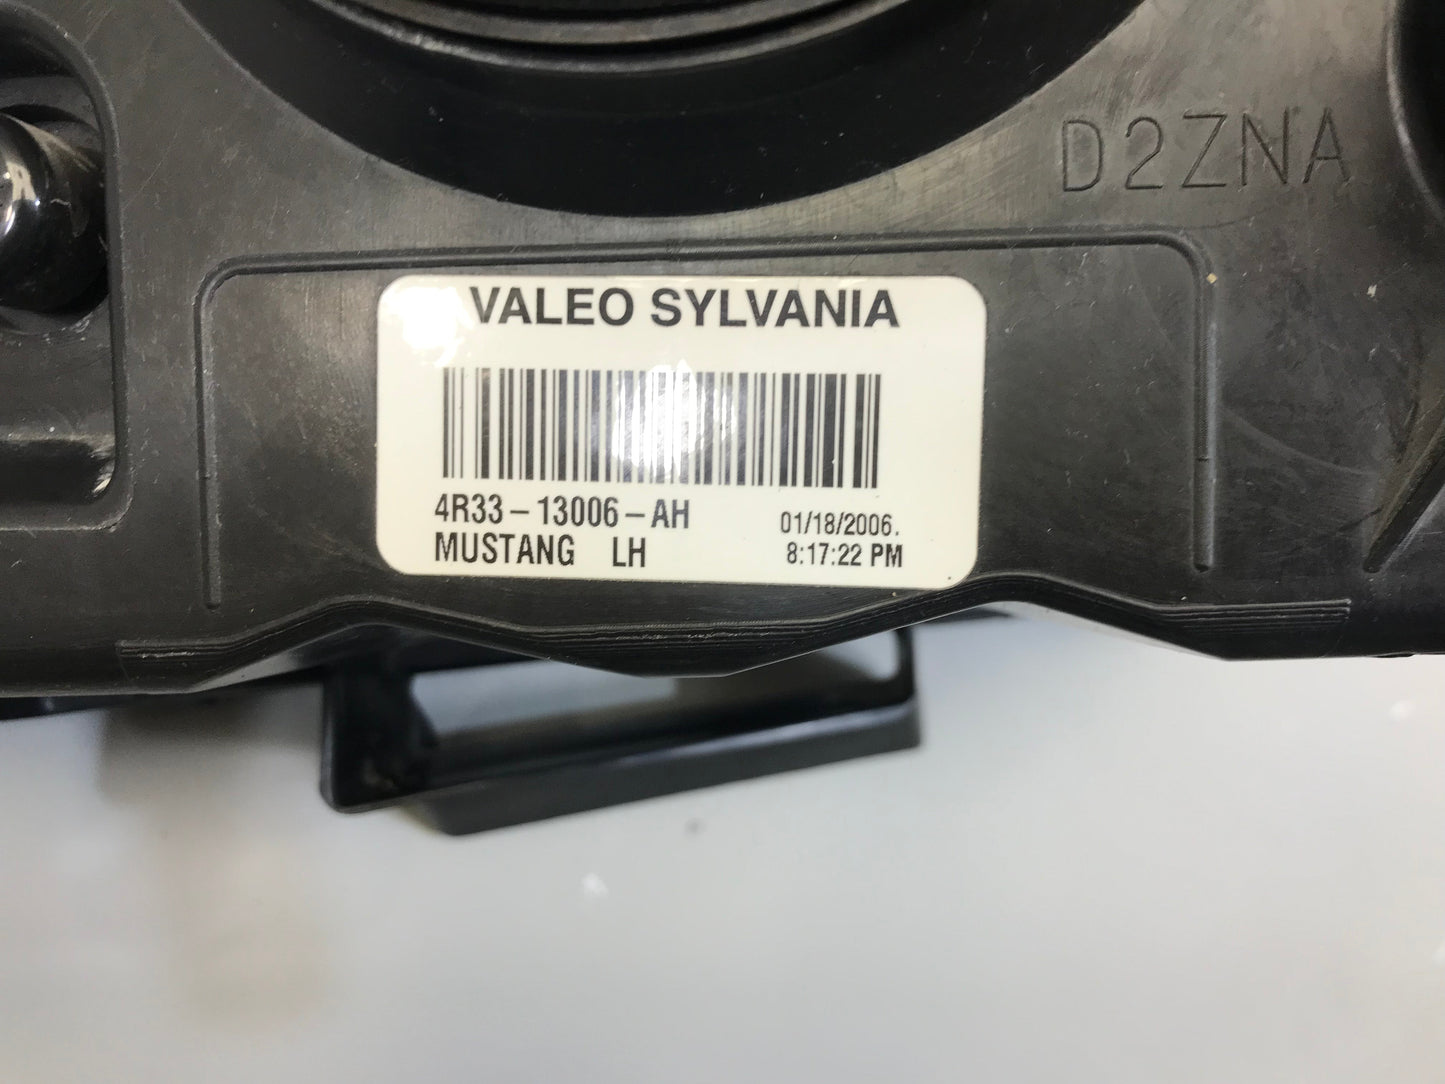 D2ZNA
VALEO SYLVANIA
4R33-13006-AH 01/18/2006.
MUSTANG LH 8:17:22 PM